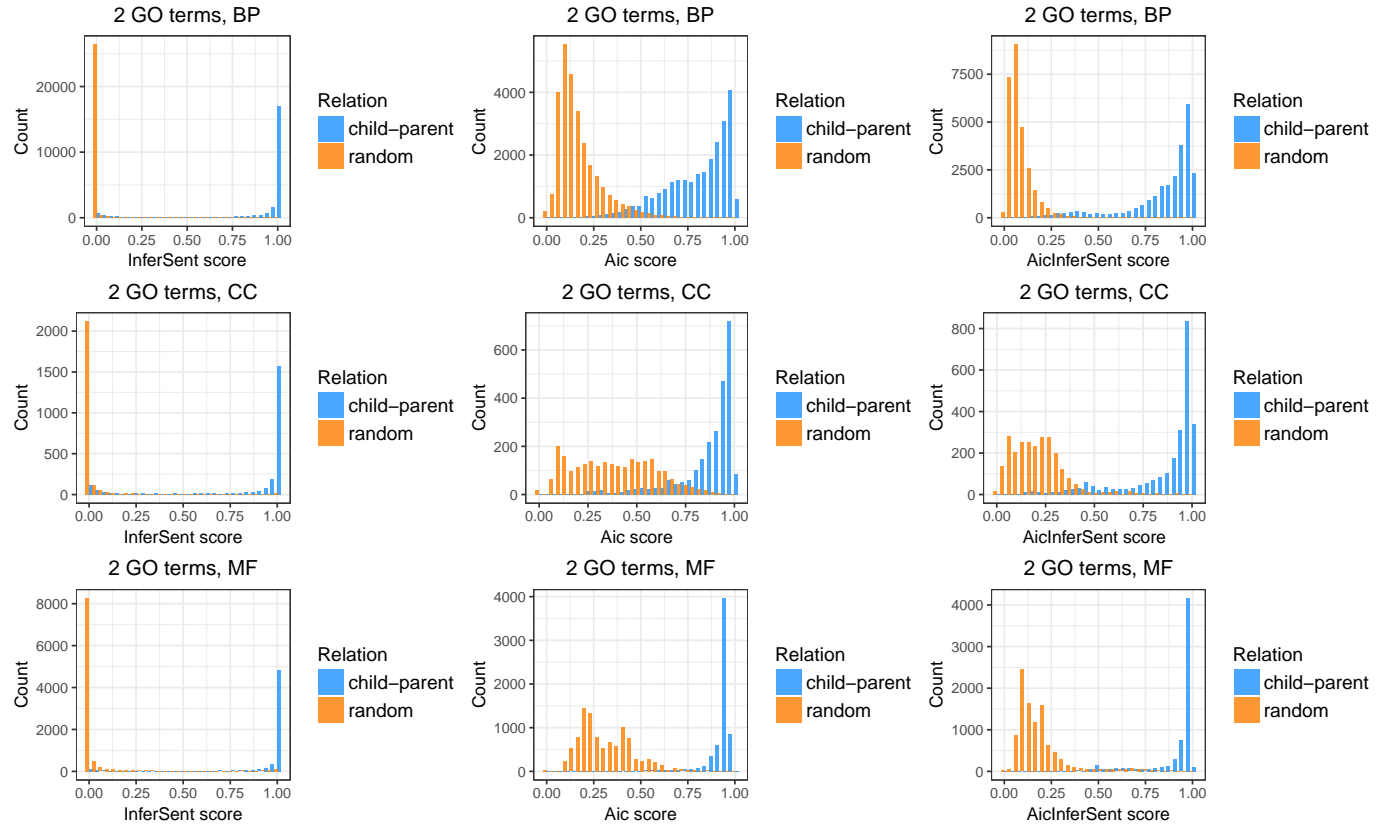 2 GO terms, BP
Count
20000
10000
0
0.00 0.25 0.50 0.75 1.00
InferSent score
Relation
child−parent
random
2 GO terms, BP
Count
4000
2000
0
0.00 0.25 0.50 0.75 1.00
Aic score
Relation
child−parent
random
2 GO terms, BP
Count
7500
5000
2500
0
0.00 0.25 0.50 0.75 1.00
AicInferSent score
Relation
child−parent
random
2 GO terms, CC
Count
2000
1500
1000
500
0
0.00 0.25 0.50 0.75 1.00
InferSent score
Relation
child−parent
random
2 GO terms, CC
Count
600
400
200
0
0.00 0.25 0.50 0.75 1.00
Aic score
Relation
child−parent
random
2 GO terms, CC
Count
800
600
400
200
0
0.00 0.25 0.50 0.75 1.00
AicInferSent score
Relation
child−parent
random
2 GO terms, MF
Count
8000
6000
4000
2000
0
0.00 0.25 0.50 0.75 1.00
InferSent score
Relation
child−parent
random
2 GO terms, MF
Count
4000
3000
2000
1000
0
0.00 0.25 0.50 0.75 1.00
Aic score
Relation
child−parent
random
2 GO terms, MF
Count
4000
3000
2000
1000
0
0.00 0.25 0.50 0.75 1.00
AicInferSent score
Relation
child−parent
random